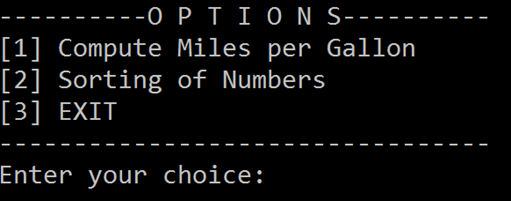 ----------O P T I O N S----------
[1] Compute Miles per Gallon
[2] Sorting of Numbers
[3] EXIT
---------------------------------
Enter your choice: